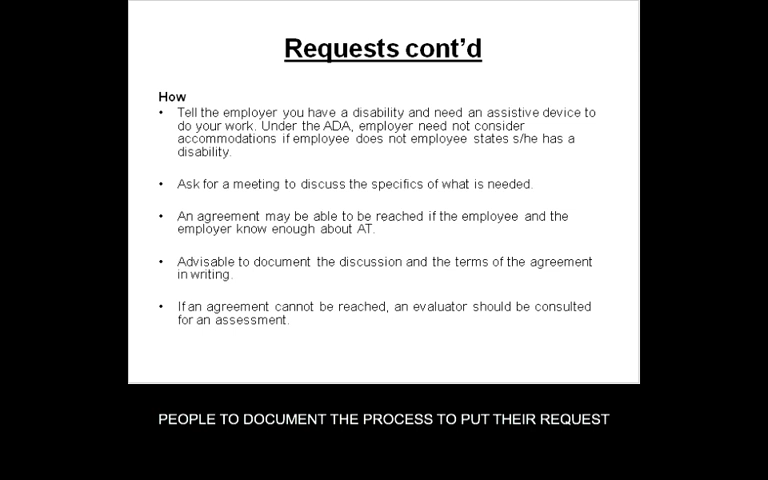 Requests cont'd
How
• Tell the employer you have a disability and need an assistive device to
do your work. Under the ADA, employer need not consider
accommodations if employee does not employee states s/he has a
disability.
• Ask for a meeting to discuss the specifics of what is needed.
• An agreement may be able to be reached if the employee and the
employer know enough about AT.
• Advisable to document the discussion and the terms of the agreement
in writing.
• If an agreement cannot be reached, an evaluator should be consulted
for an assessment.
PEOPLE TO DOCUMENT THE PROCESS TO PUT THEIR REQUEST